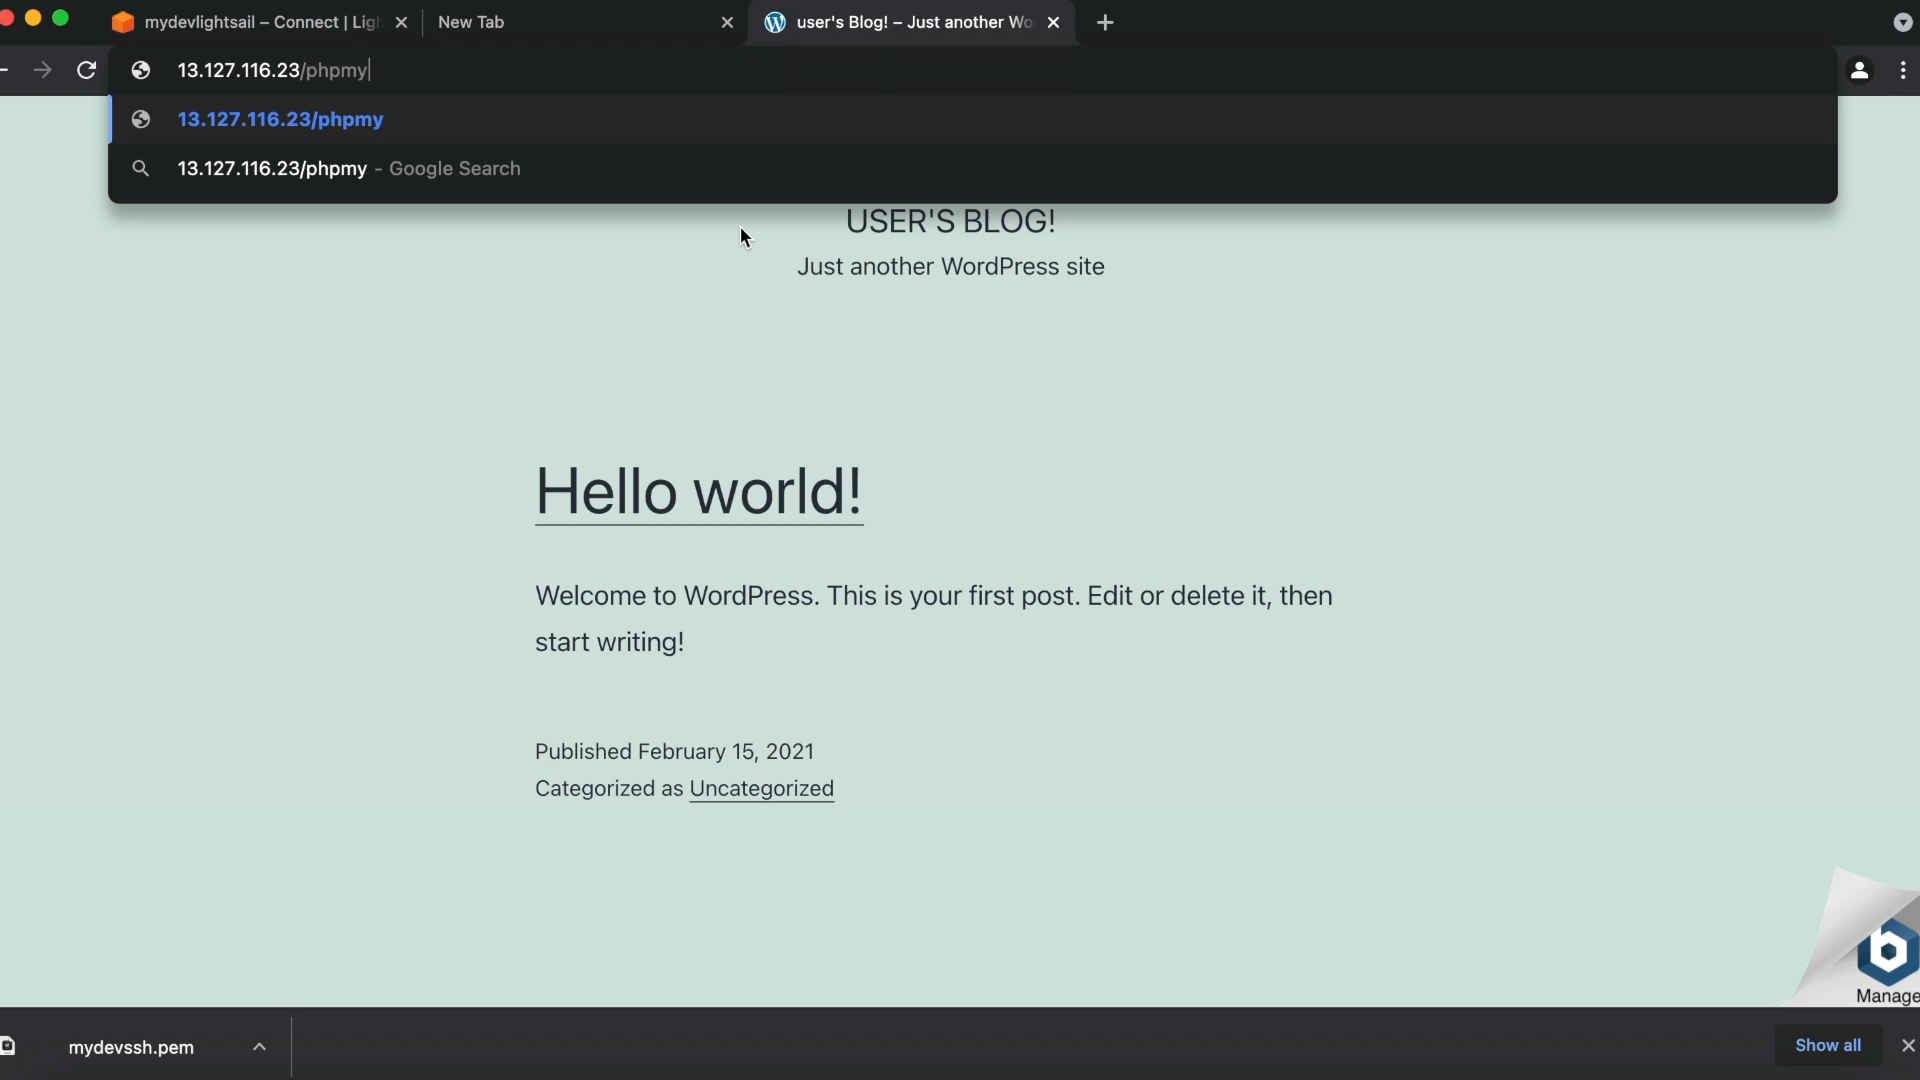 mydevlightsail – Connect | Ligh
New Tab
user's Blog! – Just another Wo
13.127.116.23/phpmy
13.127.116.23/phpmy
13.127.116.23/phpmy - Google Search
USER'S BLOG!
Just another WordPress site
Hello world!
Welcome to WordPress. This is your first post. Edit or delete it, then
start writing!
Published February 15, 2021
Categorized as Uncategorized
Manage
mydevssh.pem
Show all